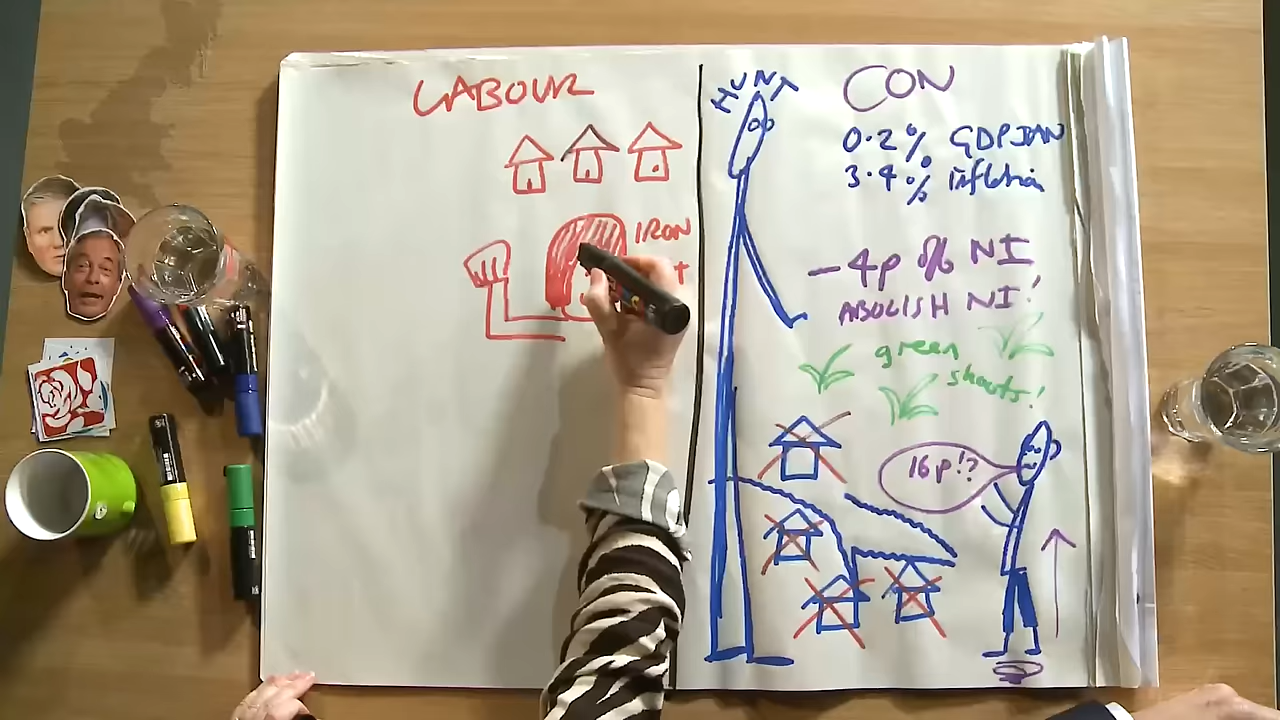 LABOUR
IRON
HUNT
CON
0.2% GDP JAN
3.4% inflation
-4p % NI
ABOLISH NI!
green
shoots!
16p!?